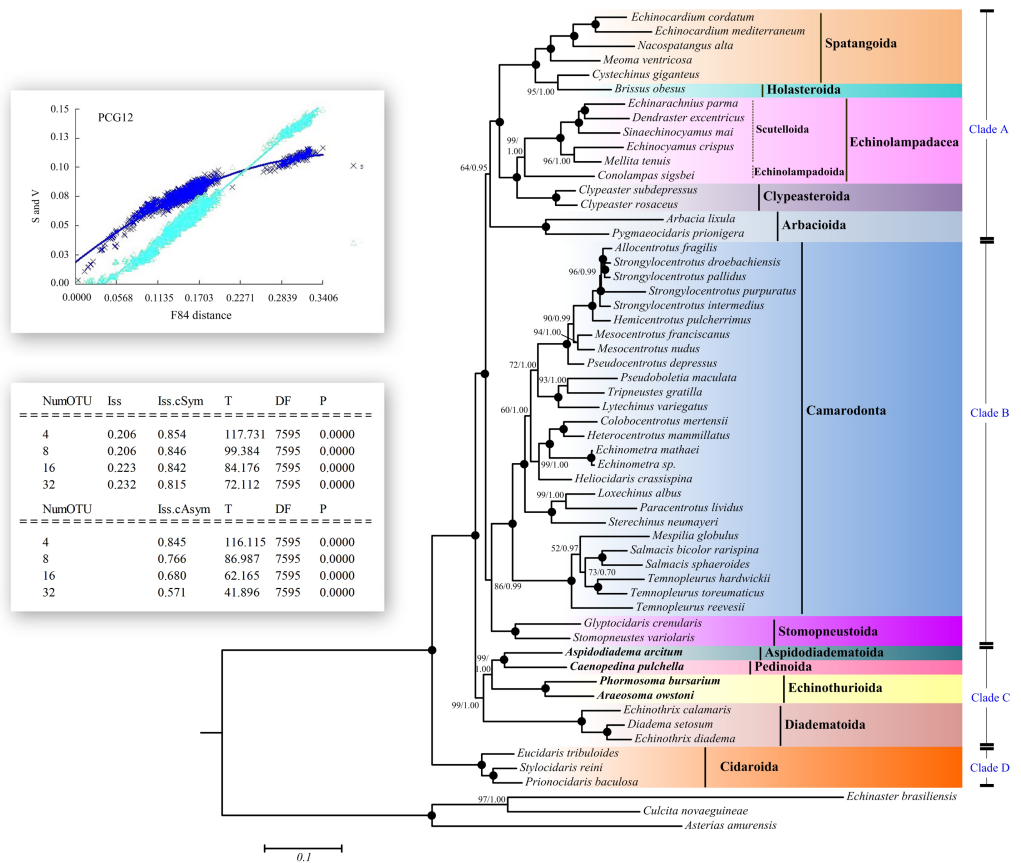 PCG12
S and V
0.15
0.13
0.10
0.08
0.05
0.03
0.00
0.0000 0.0568 0.1135 0.1703 0.2271 0.2839 0.3406
F84 distance
s
NumOTU Iss Iss.cSym T DF P
4 0.206 0.854 117.731 7595 0.0000
8 0.206 0.846 99.384 7595 0.0000
16 0.223 0.842 84.176 7595 0.0000
32 0.232 0.815 72.112 7595 0.0000
NumOTU Iss.cAsym T DF P
4 0.845 116.115 7595 0.0000
8 0.766 86.987 7595 0.0000
16 0.680 62.165 7595 0.0000
32 0.571 41.896 7595 0.0000
Echinocardium cordatum
Echinocardium mediterraneum
Nacospatangus alta
Spatangoida
Meoma ventricosa
Cystechinus giganteus
95/1.00
Brissus obesus
Holasteroida
Echinarachnius parma
Dendraster excentricus
Sinaechinocyamus mai
Scutelloida
Echinolampadacea
Clade A
99/
1.00
Echinocyamus crispus
96/1.00
Mellita tenuis
64/0.95
Conolampas sigsbei
Echinolampadoida
Clypeaster subdepressus
Clypeasteroida
Clypeaster rosaceus
Arbacia lixula
Arbacioida
Pygmaeocidaris prionigera
Allocentrotus fragilis
Strongylocentrotus droebachiensis
96/0.99
Strongylocentrotus pallidus
Strongylocentrotus purpuratus
Strongylocentrotus intermedius
90/0.99
Hemicentrotus pulcherrimus
94/1.00
Mesocentrotus franciscanus
Mesocentrotus nudus
72/1.00
Pseudocentrotus depressus
93/1.00
Pseudoboletia maculata
Tripneustes gratilla
Lytechinus variegatus
60/1.00
Camarodonta
Clade B
Colobocentrotus mertensii
Heterocentrotus mammillatus
Echinometra mathaei
99/1.00
Echinometra sp.
Heliocidaris crassispina
99/1.00
Loxechinus albus
Paracentrotus lividus
Sterechinus neumayeri
Mespilia globulus
52/0.97
Salmacis bicolor rarispina
Salmacis sphaeroides
73/0.70
Temnopleurus hardwickii
86/0.99
Temnopleurus toreumaticus
Temnopleurus reevesii
Glyptocidaris crenularis
Stomopneustoida
Stomopneustes variolaris
Aspidodiadema arcitum
Aspidodiadematoida
99/
1.00
Caenopedina pulchella
Pedinoida
Phormosoma bursarium
Echinothurioida
Araeosoma owstoni
Clade C
99/1.00
Echinothrix calamaris
Diadema setosum
Diadematoida
Echinothrix diadema
Eucidaris tribuloides
Stylocidaris reini
Cidaroida
Clade D
Prionocidaris baculosa
97/1.00
Echinaster brasiliensis
Culcita novaeguineae
Asterias amurensis
0.1